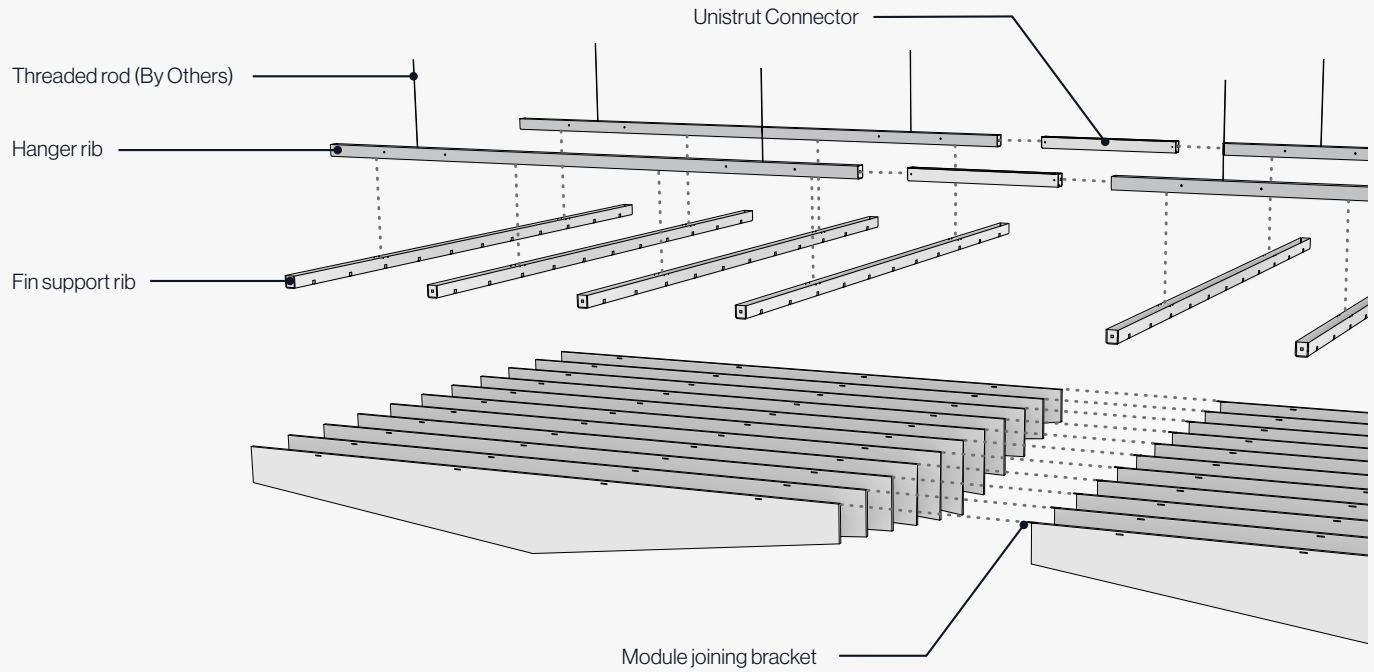 Unistrut Connector
Threaded rod (By Others)
Hanger rib
Fin support rib
Module joining bracket